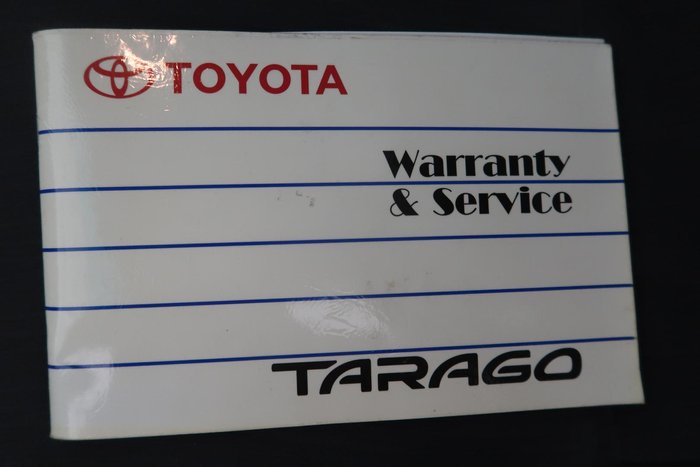 TOYOTA
Warranty
& Service
TARAGO